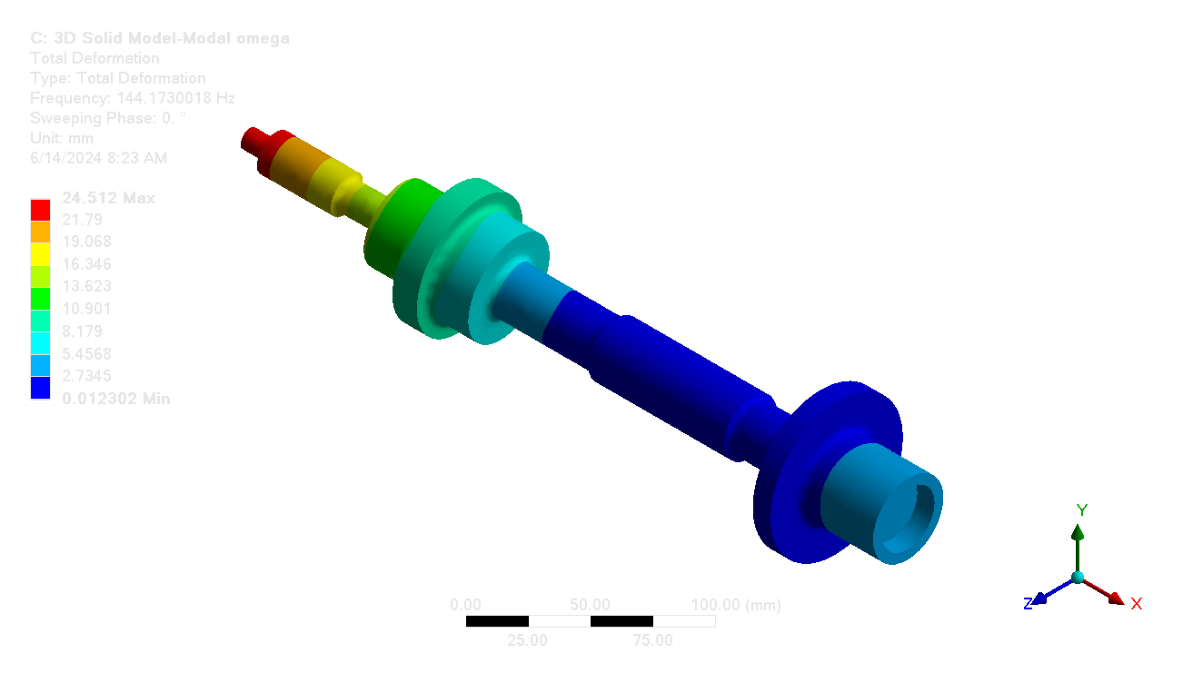 C: 3D Solid Model-Modal omega
Total Deformation
Type: Total Deformation
Frequency: 144.1730018 Hz
Sweeping Phase: 0. °
Unit: mm
6/14/2024 8:23 AM
24.512 Max
21.79
19.068
16.346
13.623
10.901
8.179
5.4568
2.7345
0.012302 Min
Y
Z
X
0.00 50.00 100.00 (mm)
25.00 75.00